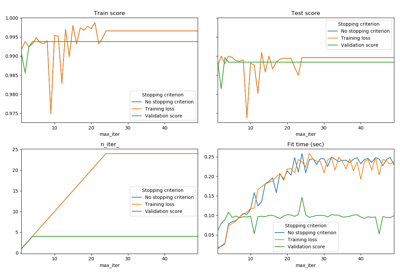 Train score
1.000
0.995
0.990
0.985
0.980
0.975
Stopping criterion
No stopping criterion
Training loss
Validation score
10
20
30
40
max_iter
Test score
Stopping criterion
No stopping criterion
Training loss
Validation score
10
20
30
40
max_iter
n_iter_
25
20
15
10
5
0
Stopping criterion
No stopping criterion
Training loss
Validation score
10
20
30
40
max_iter
Fit time (sec)
0.25
0.20
0.15
0.10
0.05
Stopping criterion
No stopping criterion
Training loss
Validation score
10
20
30
40
max_iter